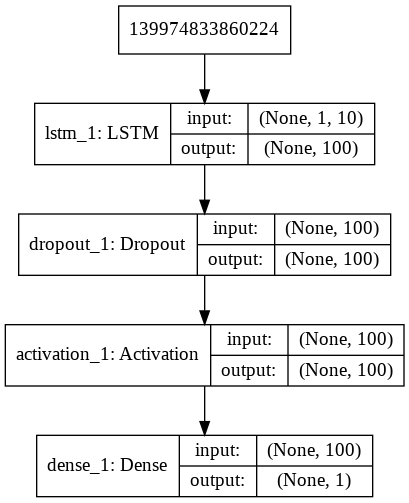 139974833860224
lstm_1: LSTM
input:
(None, 1, 10)
output:
(None, 100)
dropout_1: Dropout
input:
(None, 100)
output:
(None, 100)
activation_1: Activation
input:
(None, 100)
output:
(None, 100)
dense_1: Dense
input:
(None, 100)
output:
(None, 1)